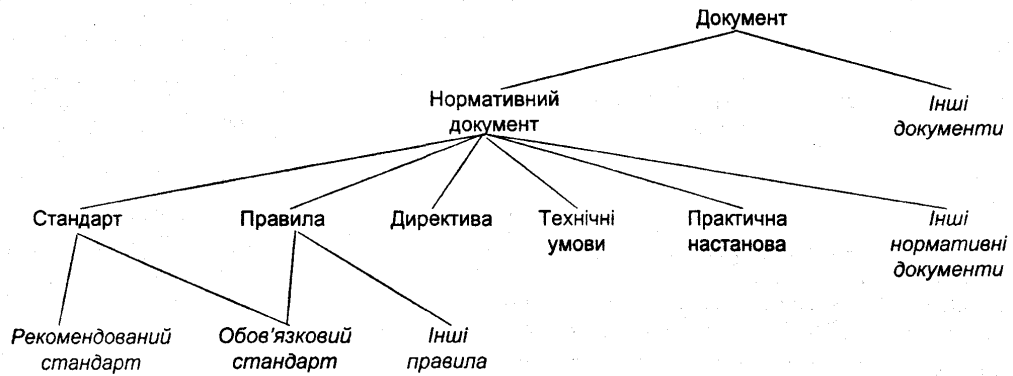 Документ
Нормативний
документ
Інші
документи
Стандарт
Правила
Директива
Технічні
умови
Практична
настанова
Інші
нормативні
документи
Рекомендований
стандарт
Обов'язковий
стандарт
Інші
правила